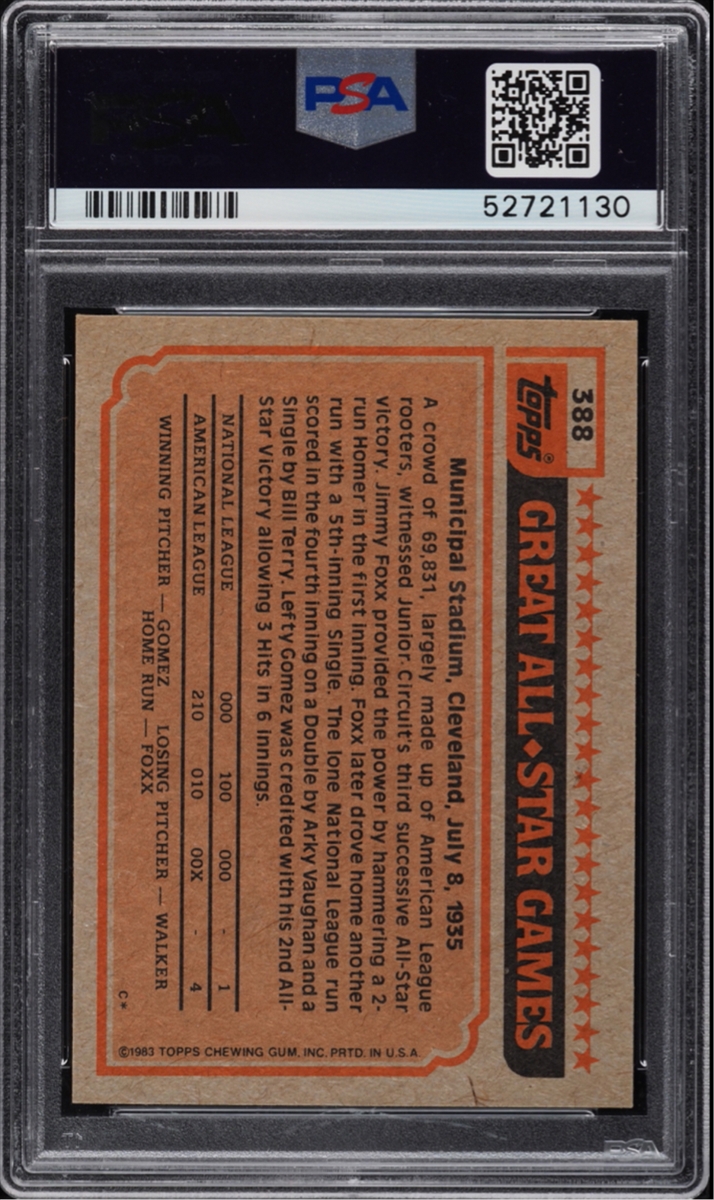 PSA
52721130
388
topps®
GREAT ALL◆STAR GAMES
Municipal Stadium, Cleveland, July 8, 1935
A crowd of 69,831, largely made up of American League
rooters, witnessed Junior Circuit's third successive All-Star
victory. Jimmy Foxx provided the power by hammering a 2-
run Homer in the first inning. Foxx later drove home another
run with a 5th-inning Single. The lone National League run
scored in the fourth inning on a Double by Arky Vaughan and a
Single by Bill Terry. Lefty Gomez was credited with his 2nd All-
Star Victory allowing 3 Hits in 6 innings.
NATIONAL LEAGUE 000 100 000 - 1
AMERICAN LEAGUE 210 010 00X - 4
WINNING PITCHER — GOMEZ LOSING PITCHER — WALKER
HOME RUN — FOXX
C*
©1983 TOPPS CHEWING GUM, INC. PRTD. IN U.S.A.
PSA